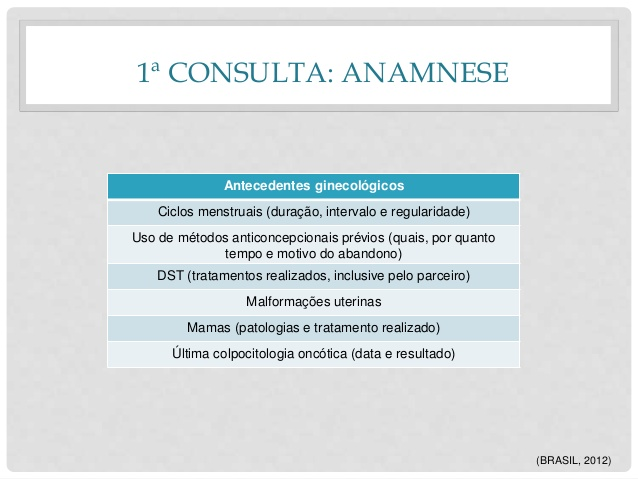 1ª CONSULTA: ANAMNESE
Antecedentes ginecológicos
Ciclos menstruais (duração, intervalo e regularidade)
Uso de métodos anticoncepcionais prévios (quais, por quanto
tempo e motivo do abandono)
DST (tratamentos realizados, inclusive pelo parceiro)
Malformações uterinas
Mamas (patologias e tratamento realizado)
Última colpocitologia oncótica (data e resultado)
(BRASIL, 2012)